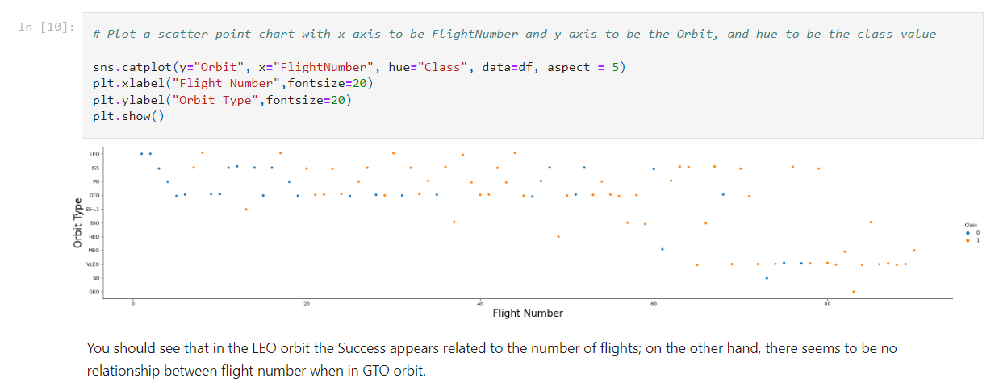 In [10]:
# Plot a scatter point chart with x axis to be FlightNumber and y axis to be the Orbit, and hue to be the class value
sns.catplot(y="Orbit", x="FlightNumber", hue="Class", data=df, aspect = 5)
plt.xlabel("Flight Number",fontsize=20)
plt.ylabel("Orbit Type",fontsize=20)
plt.show()
Orbit Type
LEO
ISS
PO
GTO
ES-L1
SSO
HEO
MEO
VLEO
SO
GEO
0 20 40 60 80
Flight Number
Class
0
1
You should see that in the LEO orbit the Success appears related to the number of flights; on the other hand, there seems to be no
relationship between flight number when in GTO orbit.